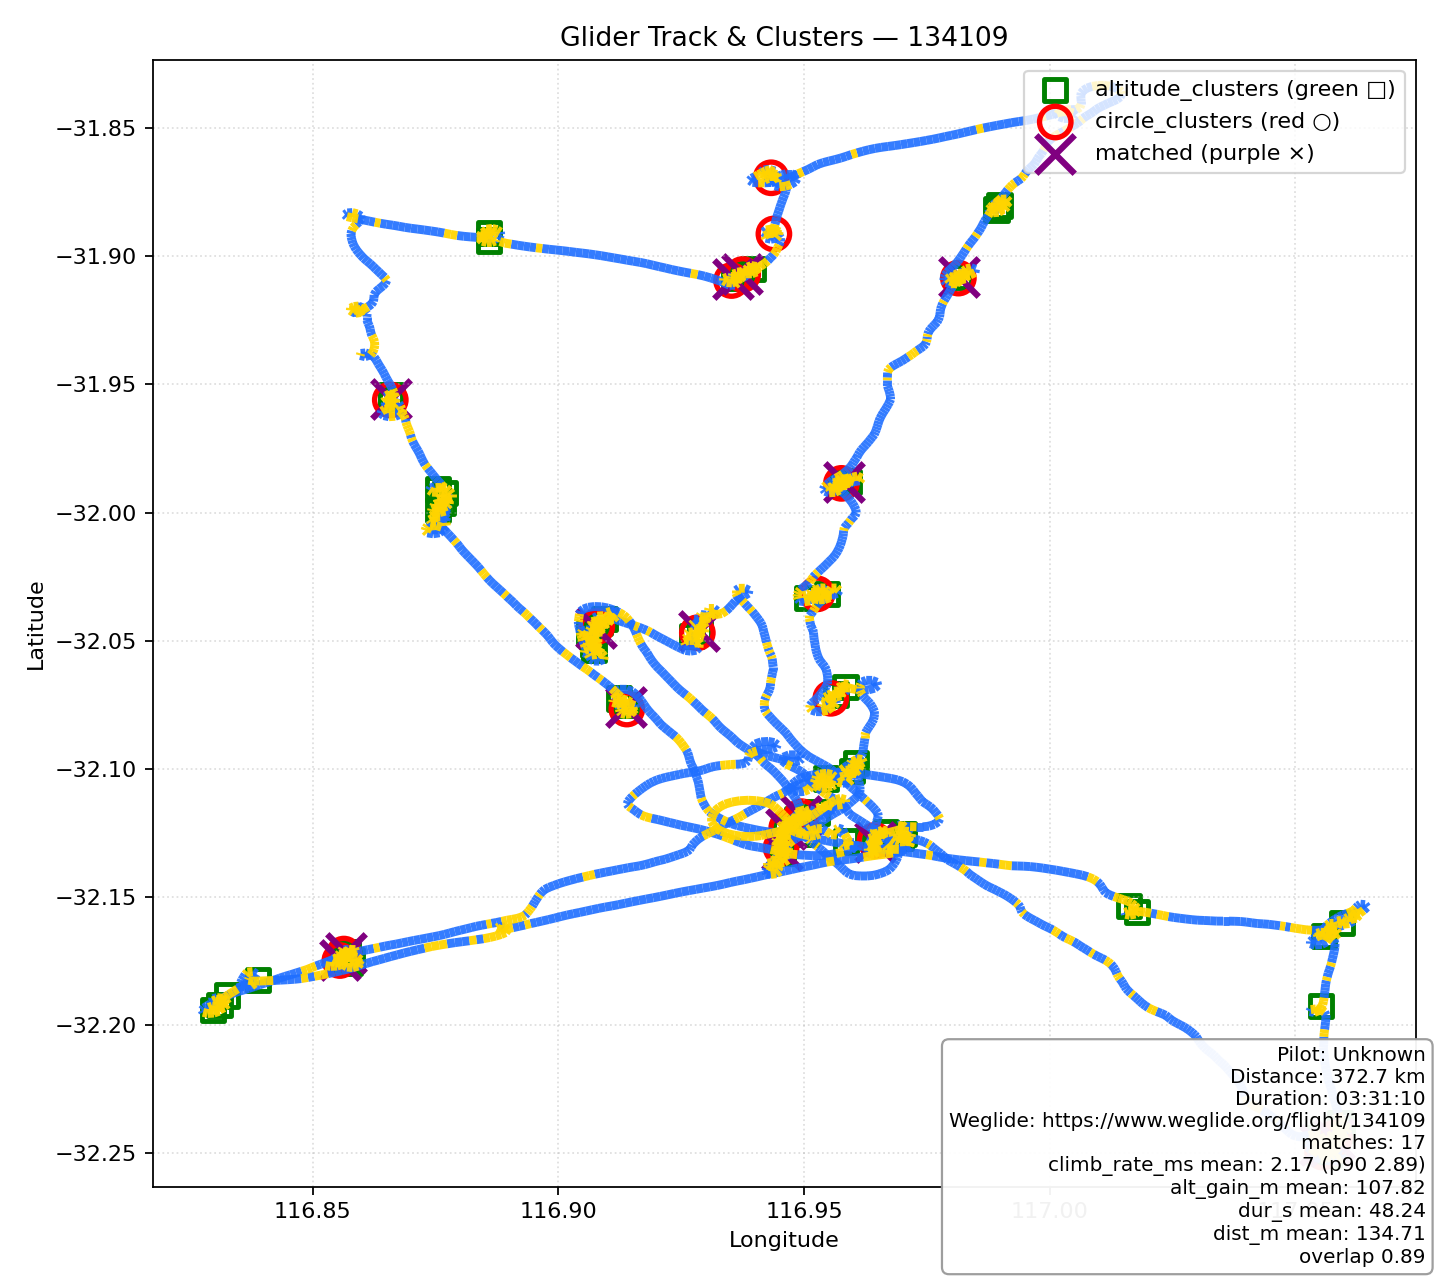 Glider Track & Clusters — 134109
altitude_clusters (green □)
circle_clusters (red ○)
matched (purple ×)
−31.85
−31.90
−31.95
−32.00
−32.05
−32.10
−32.15
−32.20
−32.25
Latitude
116.85
116.90
116.95
117.00
Longitude
Pilot: Unknown
Distance: 372.7 km
Duration: 03:31:10
Weglide: https://www.weglide.org/flight/134109
matches: 17
climb_rate_ms mean: 2.17 (p90 2.89)
alt_gain_m mean: 107.82
dur_s mean: 48.24
dist_m mean: 134.71
overlap 0.89